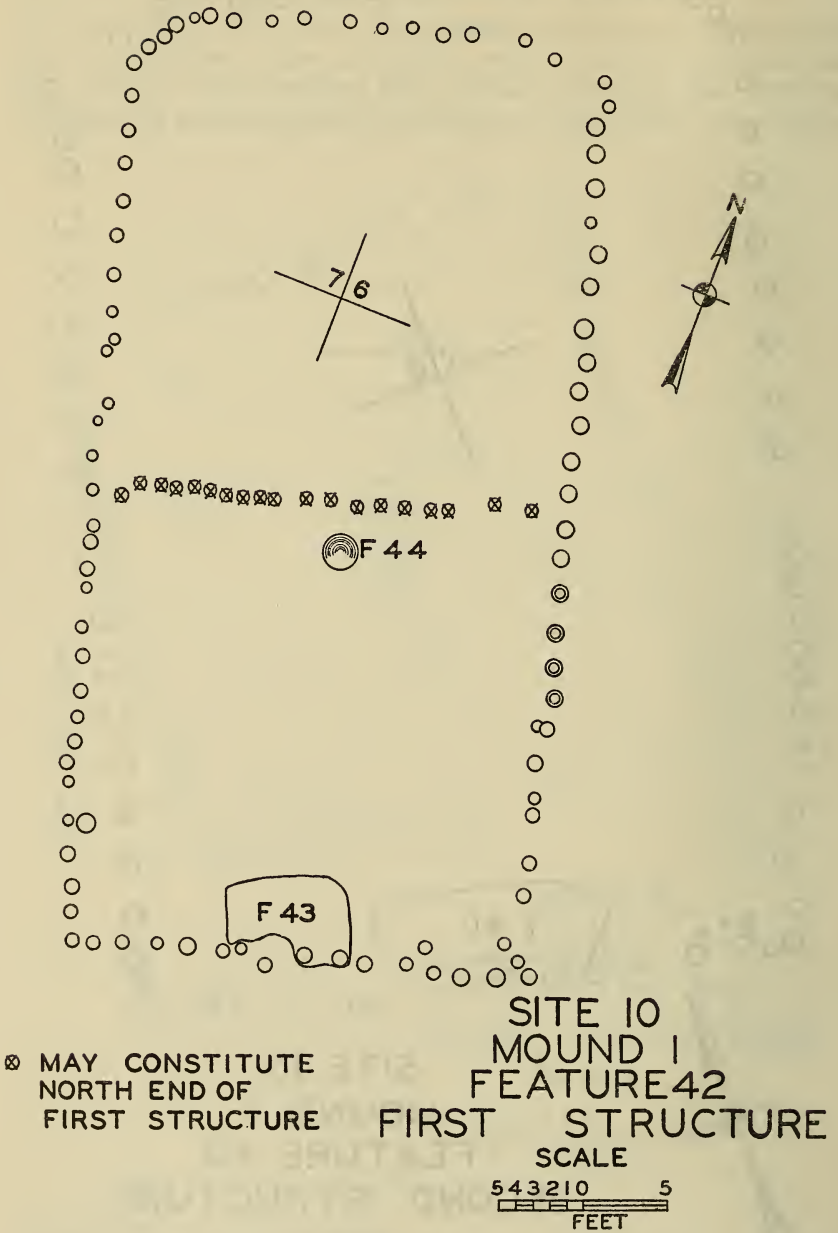 N
7 6
F 44
F 43
SITE 10
MOUND 1
FEATURE 42
FIRST STRUCTURE
⊗ MAY CONSTITUTE
NORTH END OF
FIRST STRUCTURE
SCALE
5 4 3 2 1 0 5
FEET